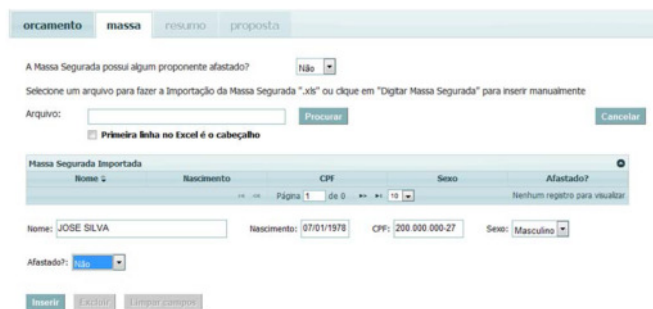 orcamento massa resumo proposta
A Massa Segurada possui algum proponente afastado? Não
Selecione um arquivo para fazer a Importação da Massa Segurada ".xls" ou clique em "Digitar Massa Segurada" para inserir manualmente
Arquivo: Procurar Cancelar
Primeira linha no Excel é o cabeçalho
Massa Segurada Importada
Nome Nascimento CPF Sexo Afastado?
Página 1 de 0 10 Nenhum registro para visualizar
Nome: JOSE SILVA Nascimento: 07/01/1978 CPF: 200.000.000-27 Sexo: Masculino
Afastado?: Não
Inserir Excluir Limpar campos